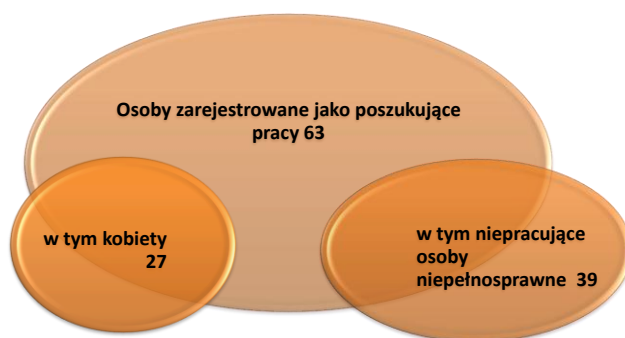 Osoby zarejestrowane jako poszukujące
pracy 63
w tym kobiety
27
w tym niepracujące
osoby
niepełnosprawne 39